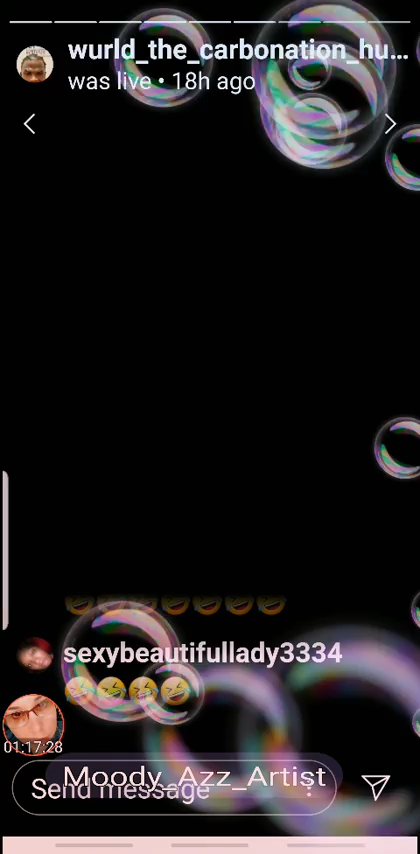 wurld_the_carbonation_hu...
was live • 18h ago
sexybeautifullady3334
01:17:28
Moody_Azz_Artist
Send message